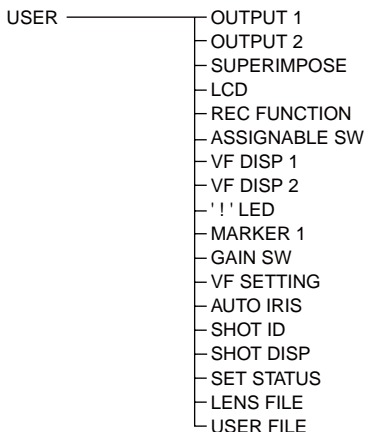 USER
OUTPUT 1
OUTPUT 2
SUPERIMPOSE
LCD
REC FUNCTION
ASSIGNABLE SW
VF DISP 1
VF DISP 2
' ! ' LED
MARKER 1
GAIN SW
VF SETTING
AUTO IRIS
SHOT ID
SHOT DISP
SET STATUS
LENS FILE
USER FILE